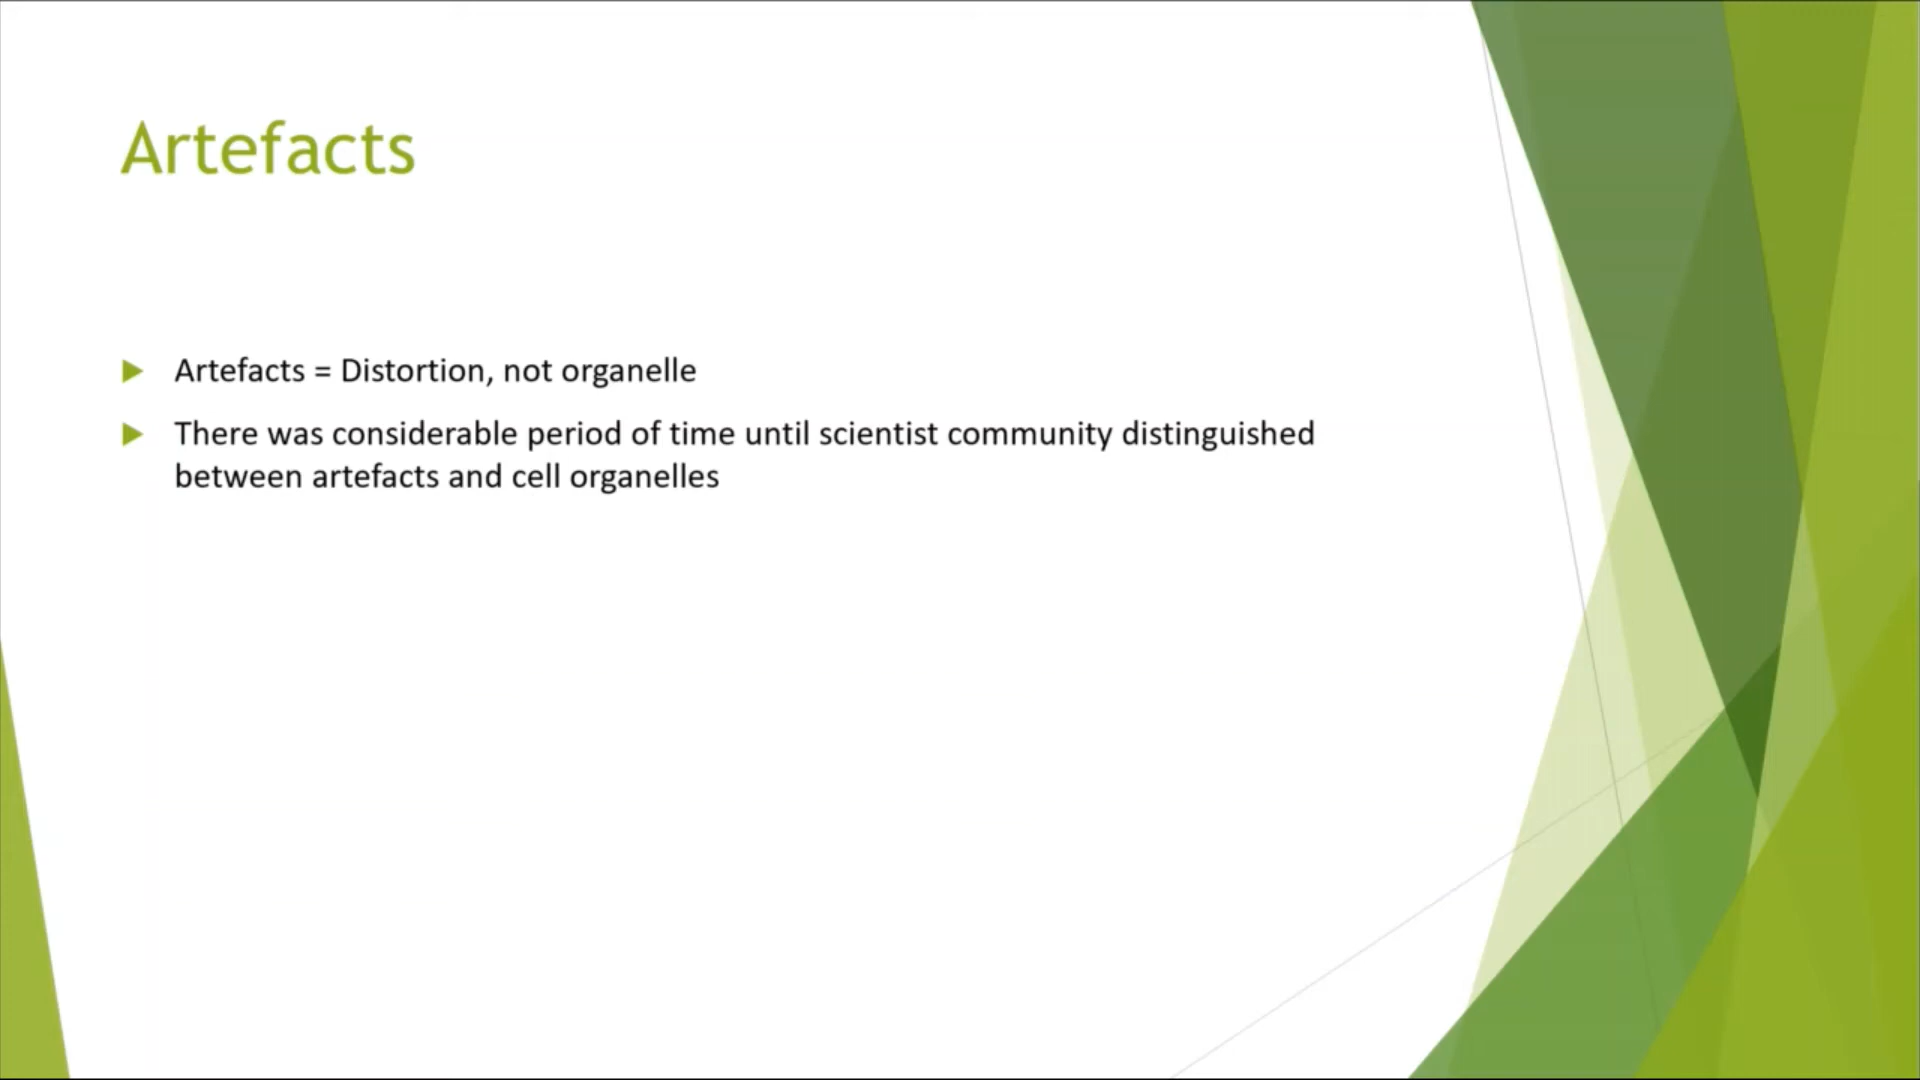 Artefacts
Artefacts = Distortion, not organelle
There was considerable period of time until scientist community distinguished
between artefacts and cell organelles